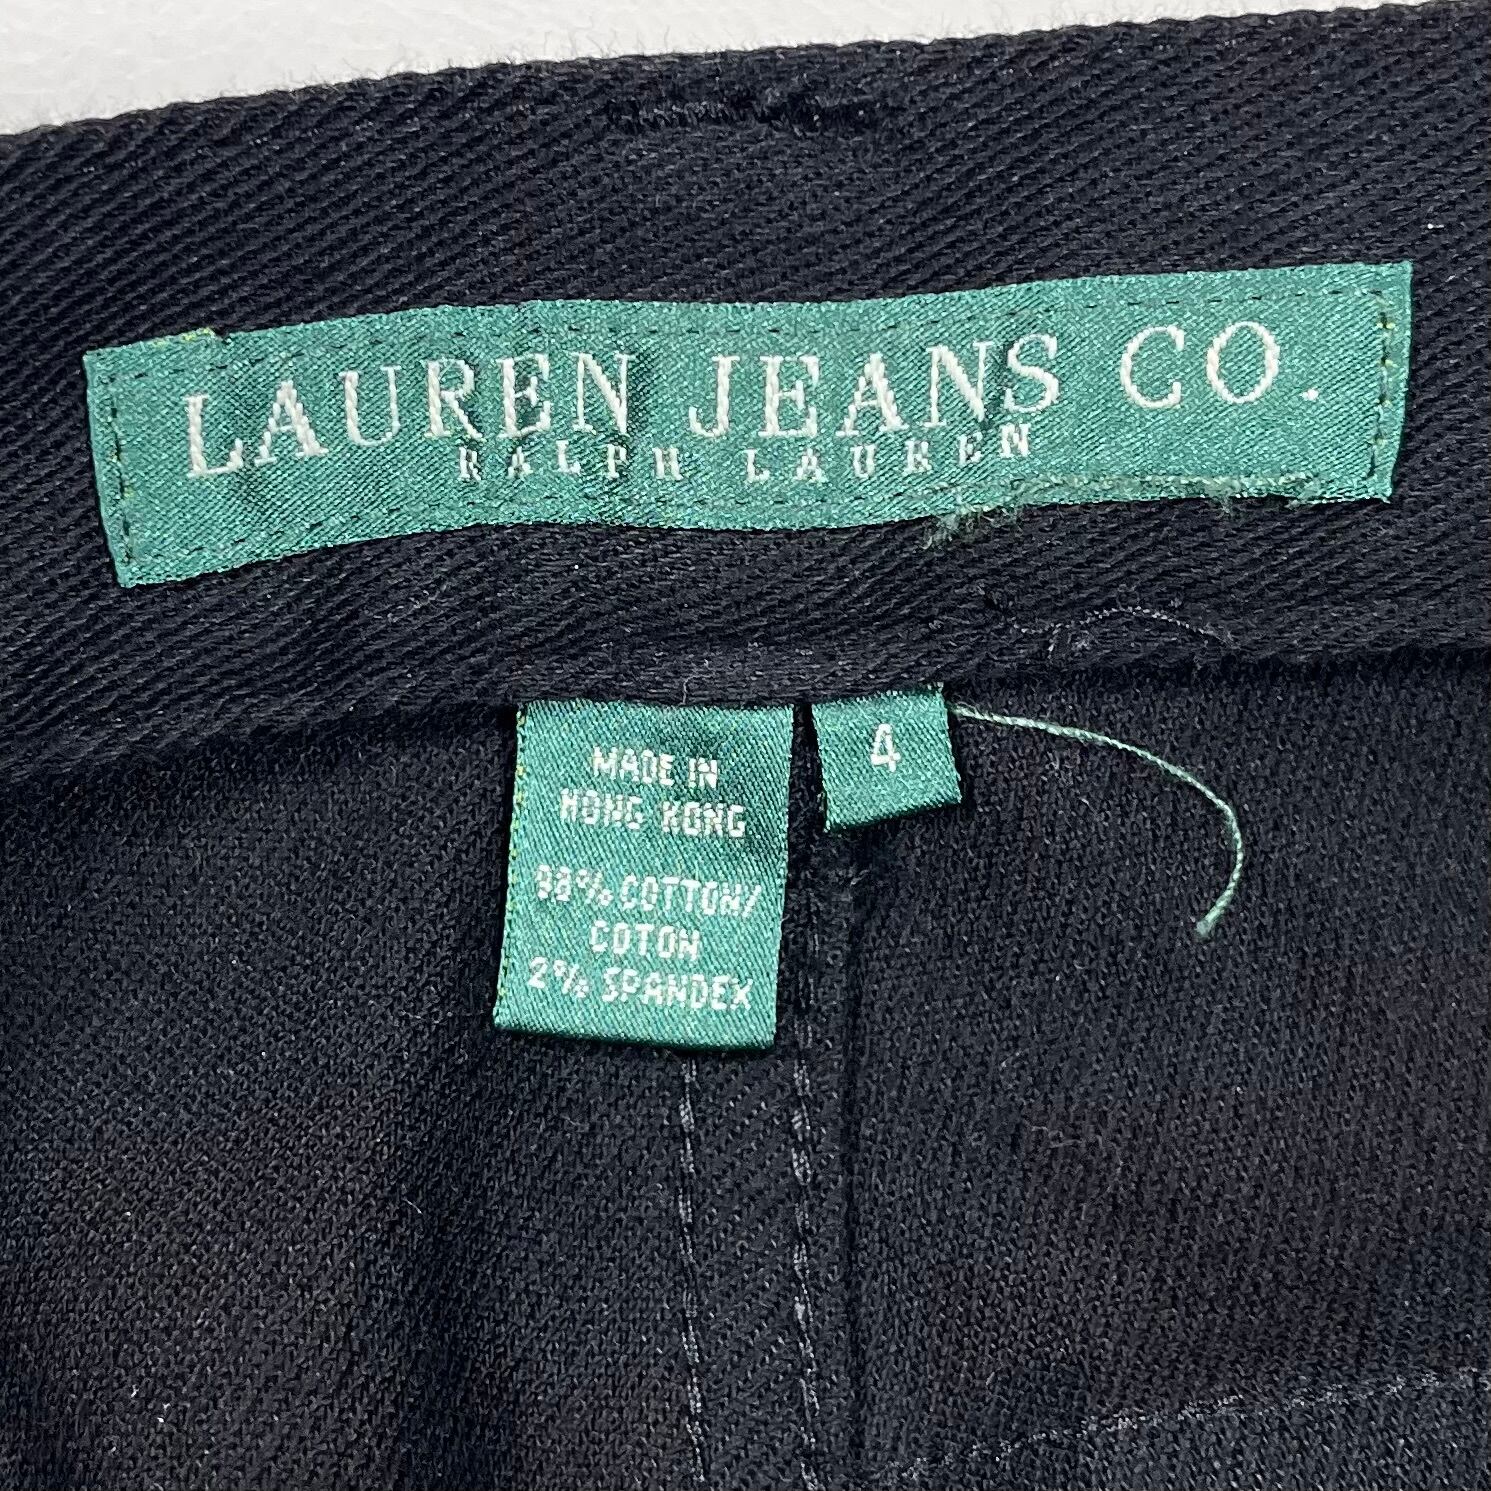 LAUREN JEANS CO.
RALPH LAUREN
MADE IN
HONG KONG
98% COTTON/
COTON
2% SPANDEX
4